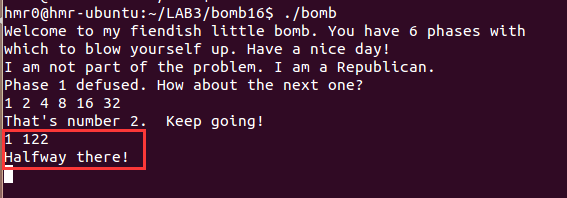 hmr0@hmr-ubuntu:~/LAB3/bomb16$ ./bomb
Welcome to my fiendish little bomb. You have 6 phases with
which to blow yourself up. Have a nice day!
I am not part of the problem. I am a Republican.
Phase 1 defused. How about the next one?
1 2 4 8 16 32
That's number 2.  Keep going!
1 122
Halfway there!